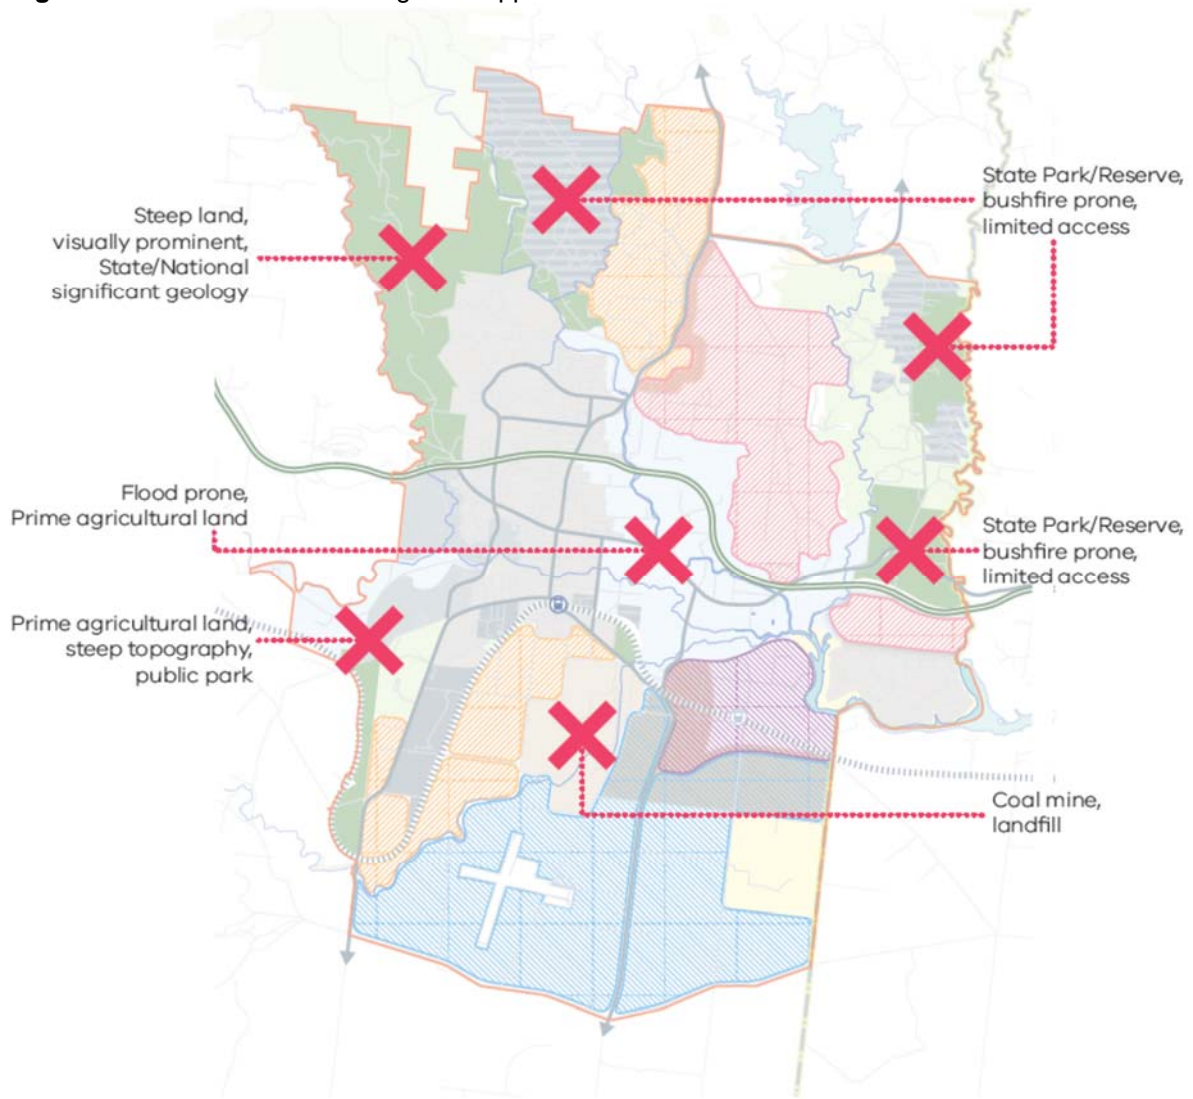 State Park/Reserve,
bushfire prone,
limited access
Steep land,
visually prominent,
State/National
significant geology
Flood prone,
Prime agricultural land
State Park/Reserve,
bushfire prone,
limited access
Prime agricultural land,
steep topography,
public park
Coal mine,
landfill